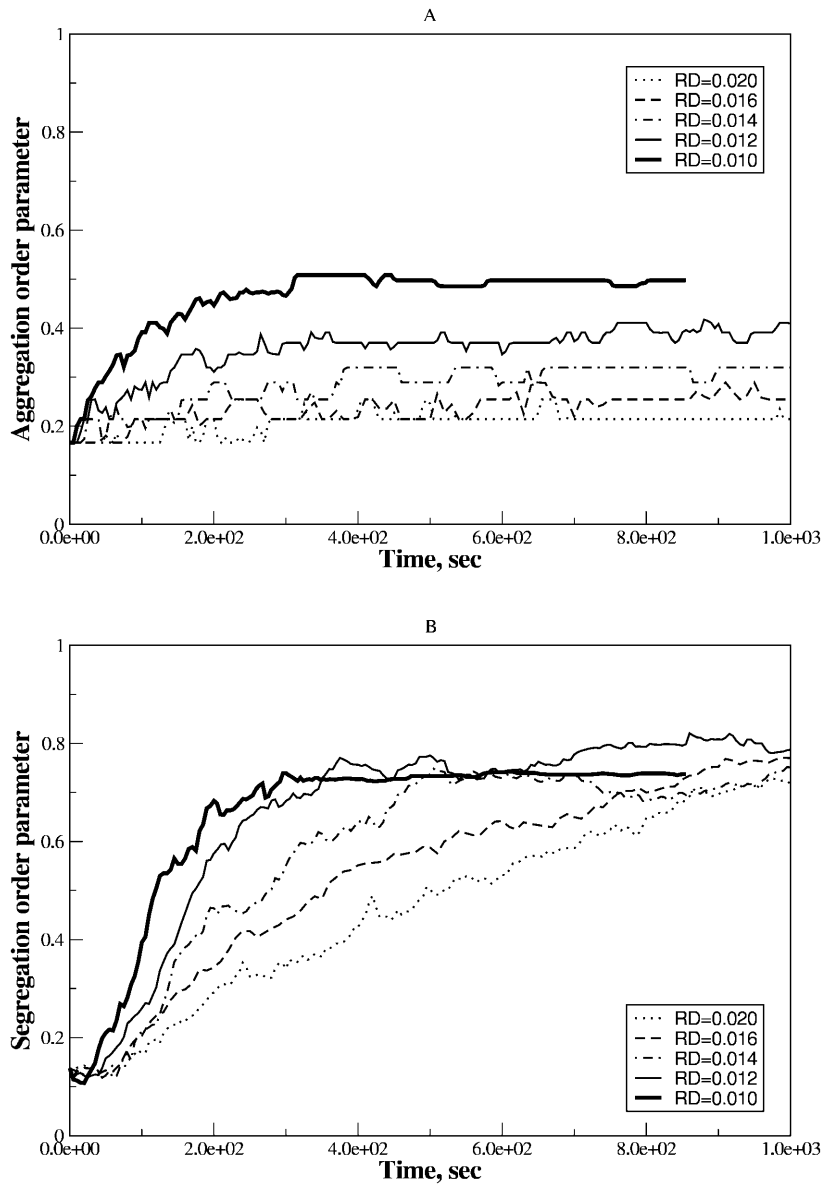 A
1
0.8
0.6
0.4
0.2
0
Aggregation order parameter
RD=0.020
RD=0.016
RD=0.014
RD=0.012
RD=0.010
0.0e+00 2.0e+02 4.0e+02 6.0e+02 8.0e+02 1.0e+03
Time, sec
B
1
0.8
0.6
0.4
0.2
0
Segregation order parameter
RD=0.020
RD=0.016
RD=0.014
RD=0.012
RD=0.010
0.0e+00 2.0e+02 4.0e+02 6.0e+02 8.0e+02 1.0e+03
Time, sec